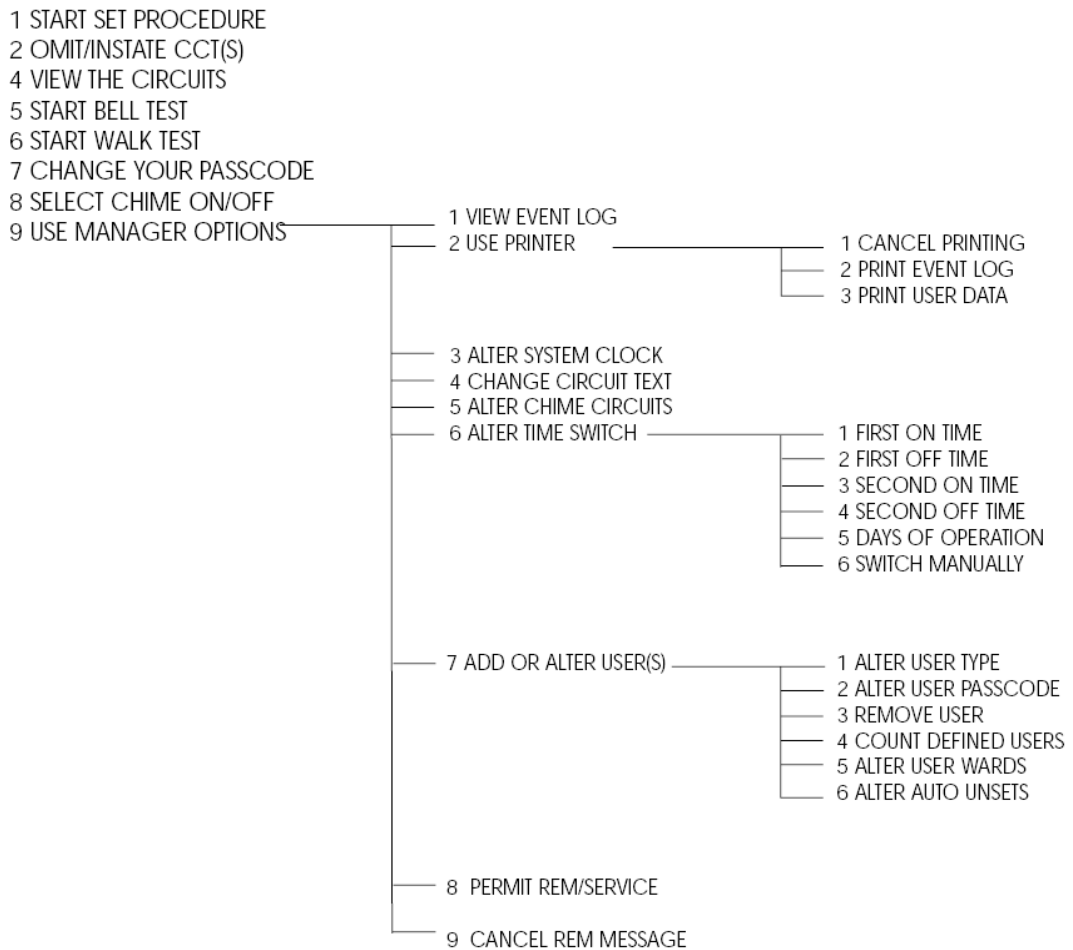 1 START SET PROCEDURE
2 OMIT/INSTATE CCT(S)
4 VIEW THE CIRCUITS
5 START BELL TEST
6 START WALK TEST
7 CHANGE YOUR PASSCODE
8 SELECT CHIME ON/OFF
9 USE MANAGER OPTIONS
1 VIEW EVENT LOG
2 USE PRINTER
1 CANCEL PRINTING
2 PRINT EVENT LOG
3 PRINT USER DATA
3 ALTER SYSTEM CLOCK
4 CHANGE CIRCUIT TEXT
5 ALTER CHIME CIRCUITS
6 ALTER TIME SWITCH
1 FIRST ON TIME
2 FIRST OFF TIME
3 SECOND ON TIME
4 SECOND OFF TIME
5 DAYS OF OPERATION
6 SWITCH MANUALLY
7 ADD OR ALTER USER(S)
1 ALTER USER TYPE
2 ALTER USER PASSCODE
3 REMOVE USER
4 COUNT DEFINED USERS
5 ALTER USER WARDS
6 ALTER AUTO UNSETS
8 PERMIT REM/SERVICE
9 CANCEL REM MESSAGE